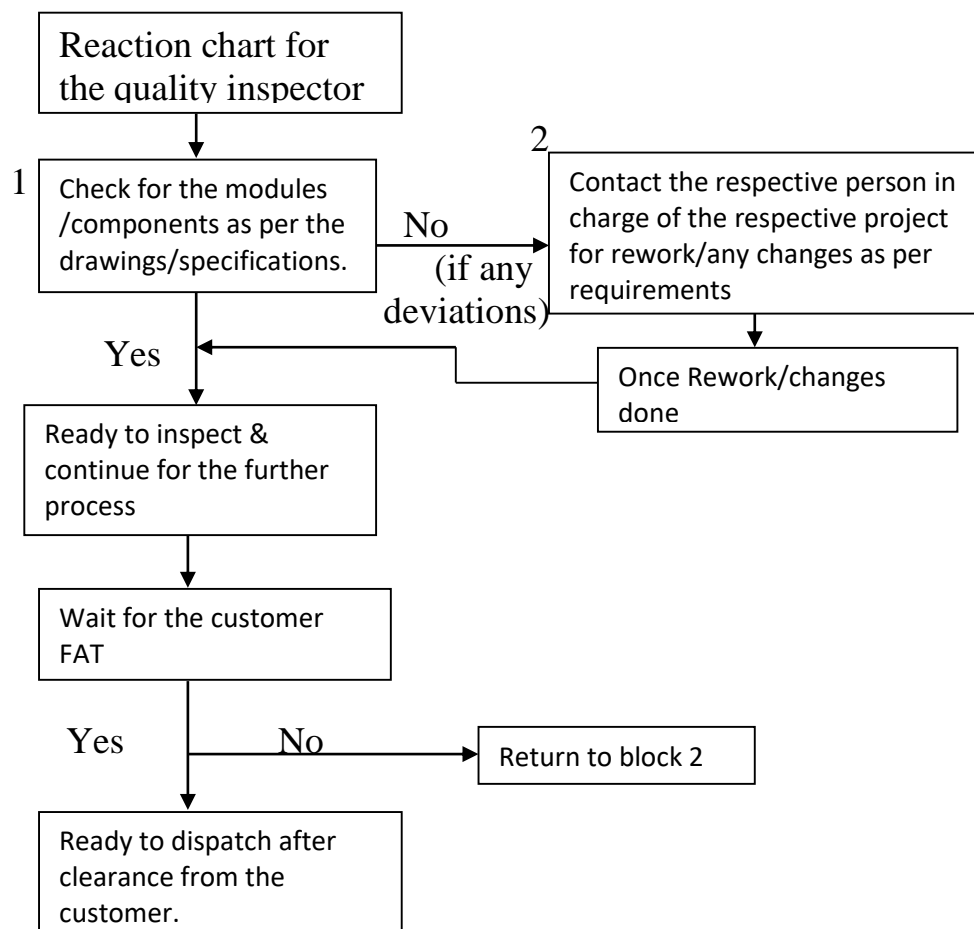 Reaction chart for
the quality inspector
1
Check for the modules
/components as per the
drawings/specifications.
No
(if any
deviations)
2
Contact the respective person in
charge of the respective project
for rework/any changes as per
requirements
Once Rework/changes
done
Yes
Ready to inspect &
continue for the further
process
Wait for the customer
FAT
Yes
No
Return to block 2
Ready to dispatch after
clearance from the
customer.